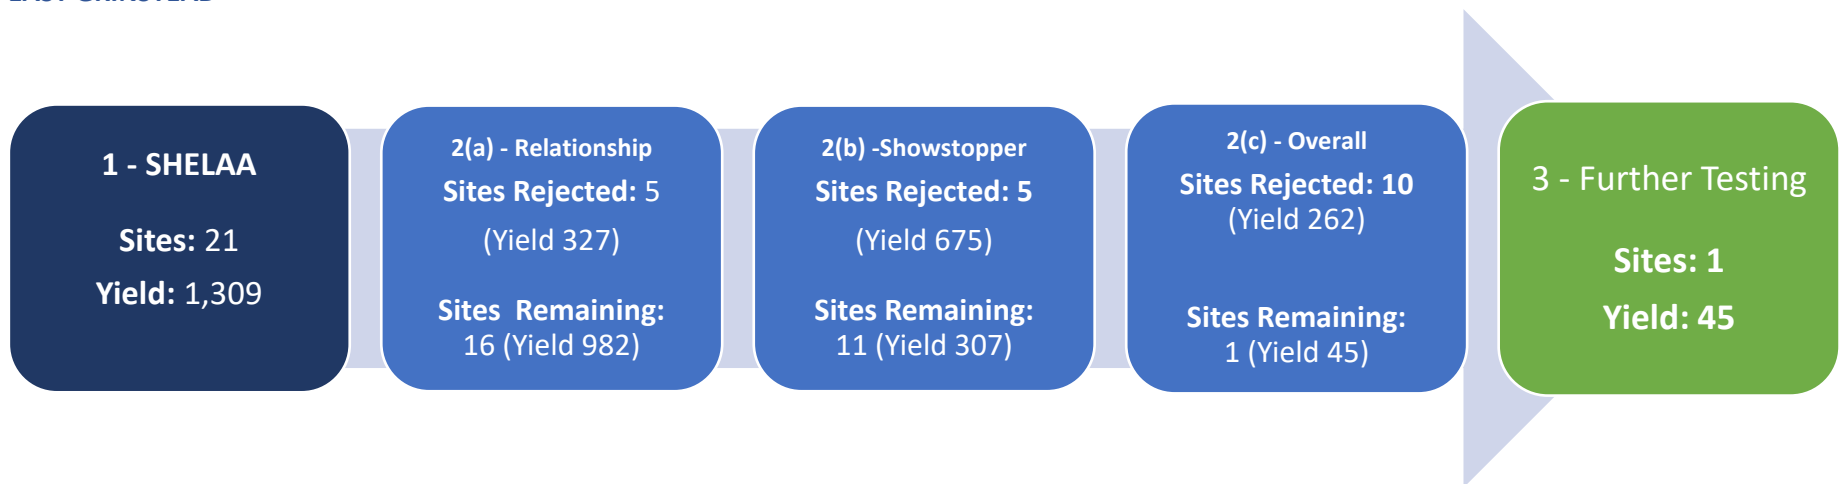 1 - SHELAA
Sites: 21
Yield: 1,309
2(a) - Relationship
Sites Rejected: 5
(Yield 327)
Sites Remaining:
16 (Yield 982)
2(b) -Showstopper
Sites Rejected: 5
(Yield 675)
Sites Remaining:
11 (Yield 307)
2(c) - Overall
Sites Rejected: 10
(Yield 262)
Sites Remaining:
1 (Yield 45)
3 - Further Testing
Sites: 1
Yield: 45